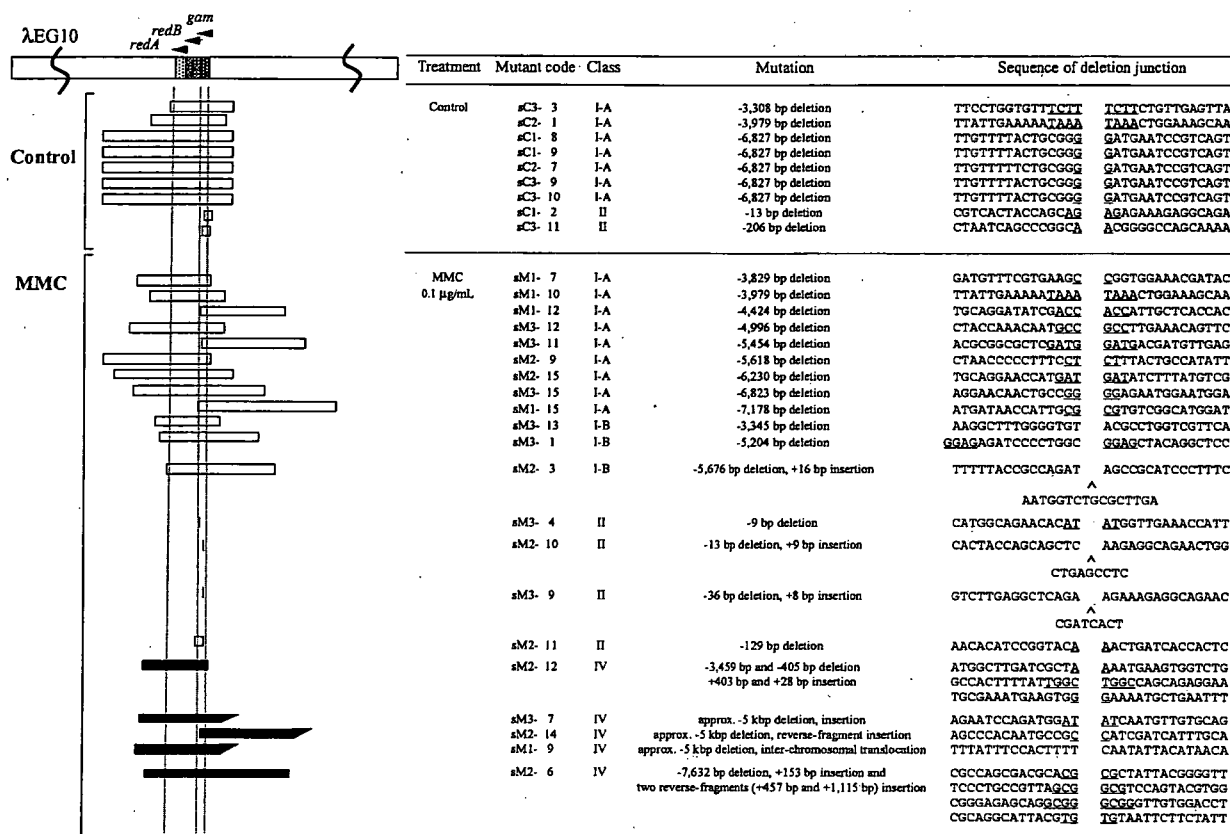 gam
redB
redA
λEG10
Treatment Mutant code Class Mutation Sequence of deletion junction
Control
MMC
Control sC3- 3 I-A -3,308 bp deletion TTCCTGGTGTTTCTT TCTTCTGTTGAGTTA
sC2- 1 I-A -3,979 bp deletion TTATTGAAAAATAAA TAAACTGGAAAGCAA
sC1- 8 I-A -6,827 bp deletion TTGTTTTACTGCGGG GATGAATCCGTCAGT
sC1- 9 I-A -6,827 bp deletion TTGTTTTACTGCGGG GATGAATCCGTCAGT
sC2- 7 I-A -6,827 bp deletion TTGTTTTTCTGCGGG GATGAATCCGTCAGT
sC3- 9 I-A -6,827 bp deletion TTGTTTTACTGCGGG GATGAATCCGTCAGT
sC3- 10 I-A -6,827 bp deletion TTGTTTTACTGCGGG GATGAATCCGTCAGT
sC1- 2 II -13 bp deletion CGTCACTACCAGCAG AGAGAAAGAGGCAGA
sC3- 11 II -206 bp deletion CTAATCAGCCCGGCA ACGGGGCCAGCAAAA
MMC sM1- 7 I-A -3,829 bp deletion GATGTTTCGTGAAGC CGGTGGAAACGATAC
0.1 μg/mL sM1- 10 I-A -3,979 bp deletion TTATTGAAAAATAAA TAAACTGGAAAGCAA
sM1- 12 I-A -4,424 bp deletion TGCAGGATATCGACC ACCATTGCTCACCAC
sM3- 12 I-A -4,996 bp deletion CTACCAAACAATGCC GCCTTGAAACAGTTC
sM3- 11 I-A -5,454 bp deletion ACGCGGCGCTCGATG GATGACGATGTTGAG
sM2- 9 I-A -5,618 bp deletion CTAACCCCCTTTCCT CTTTACTGCCATATT
sM2- 15 I-A -6,230 bp deletion TGCAGGAACCATGAT GATATCTTTATGTCG
sM3- 15 I-A -6,823 bp deletion AGGAACAACTGCCGG GGAGAATGGAATGGA
sM1- 15 I-A -7,178 bp deletion ATGATAACCATTGCG CGTGTCGGCATGGAT
sM3- 13 I-B -3,345 bp deletion AAGGCTTTGGGGTGT ACGCCTGGTCGTTCA
sM3- 1 I-B -5,204 bp deletion GGGAGAGATCCCCTGGC GGAGCTACAGGCTCC
sM2- 3 I-B -5,676 bp deletion, +16 bp insertion TTTTTACCGCCAGAT AGCCGCATCCCTTTC
^
AATGGTCTGCGCTTGA
sM3- 4 II -9 bp deletion CATGGCAGAACACAT ATGGTTGAAACCATT
sM2- 10 II -13 bp deletion, +9 bp insertion CACTACCAGCAGCTC AAGAGGCAGAACTGG
^
CTGAGCCTC
sM3- 9 II -36 bp deletion, +8 bp insertion GTCTTGAGGCTCAGA AGAAAGAGGCAGAAC
^
CGATCACT
sM2- 11 II -129 bp deletion AACACATCCGGTACA AACTGATCACCACTC
sM2- 12 IV -3,459 bp and -405 bp deletion ATGGCTTGATCGCTA AAATGAAGTGGTCTG
+403 bp and +28 bp insertion GCCACTTTTATTGGC TGGCCAGCAGAGGAA
TGCGAAATGAAGTGG GAAAATGCTGAATTT
sM3- 7 IV approx. -5 kbp deletion, insertion AGAATCCAGATGGAT ATCAATGTTGTGCAG
sM2- 14 IV approx. -5 kbp deletion, reverse-fragment insertion AGCCCACAATGCCGC CATCGATCATTTGCA
sM1- 9 IV approx. -5 kbp deletion, inter-chromosomal translocation TTTATTTCCACTTTT CAATATTACATAACA
sM2- 6 IV -7,632 bp deletion, +153 bp insertion and CGCCAGCGACGCACG CGCTATTACGGGGTT
two reverse-fragments (+457 bp and +1,115 bp) insertion TCCCTGCCGTTAGCG GCGTCCAGTACGTGG
CGGGAGAGCAGGCGG GCGGGTTGTGGACCT
CGCAGGCATTACGTG TGTAATTCTTCTATT